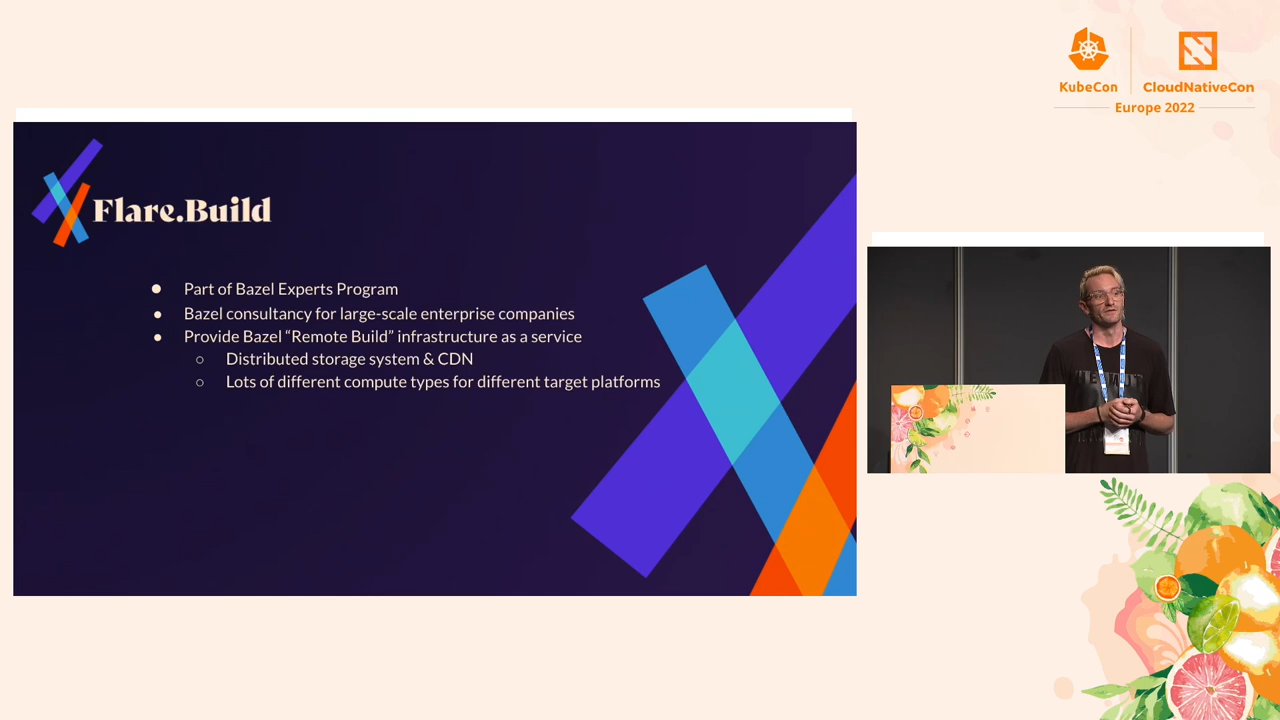 KubeCon
CloudNativeCon
Europe 2022
Flare.Build
● Part of Bazel Experts Program
● Bazel consultancy for large-scale enterprise companies
● Provide Bazel “Remote Build” infrastructure as a service
○ Distributed storage system & CDN
○ Lots of different compute types for different target platforms